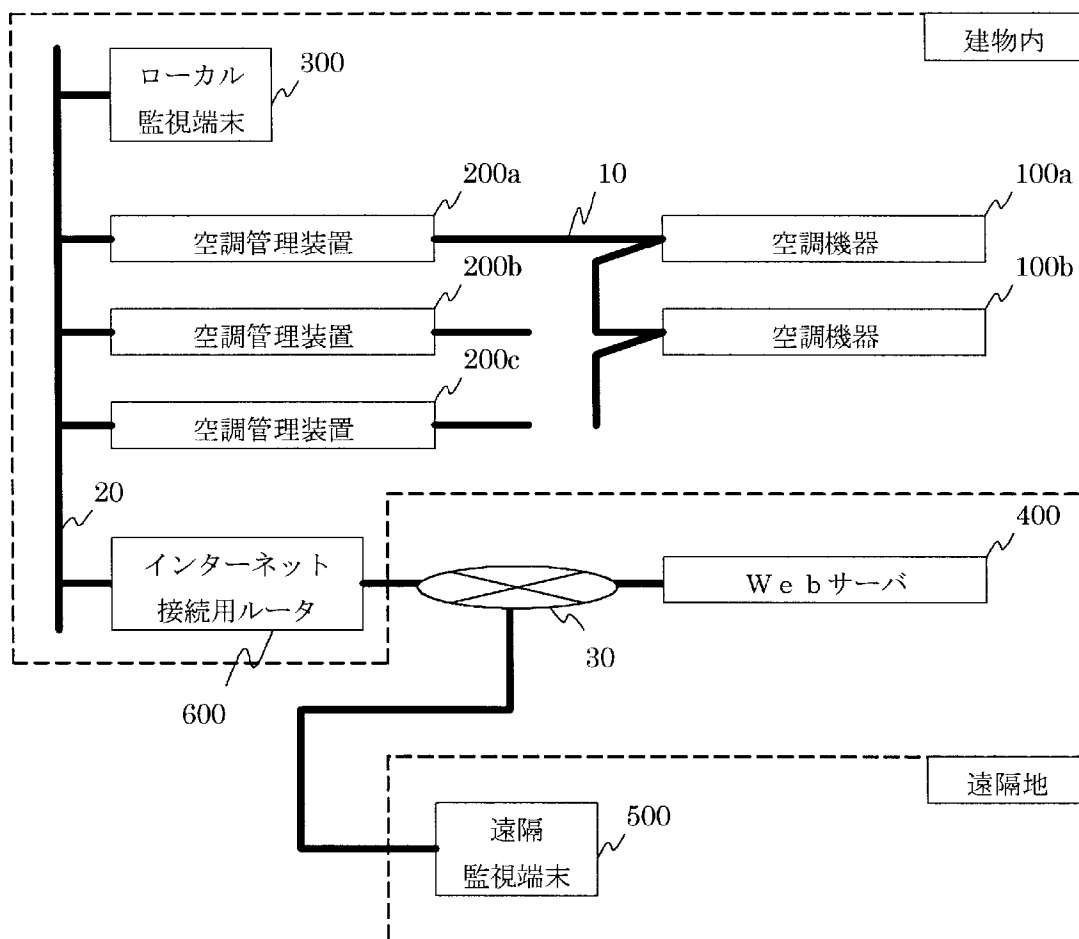 建物内
ローカル
監視端末
300
200a
10
100a
空調管理装置
空調機器
200b
100b
空調管理装置
空調機器
200c
空調管理装置
20
400
インターネット
接続用ルータ
Ｗｅｂサーバ
30
600
遠隔地
遠隔
監視端末
500